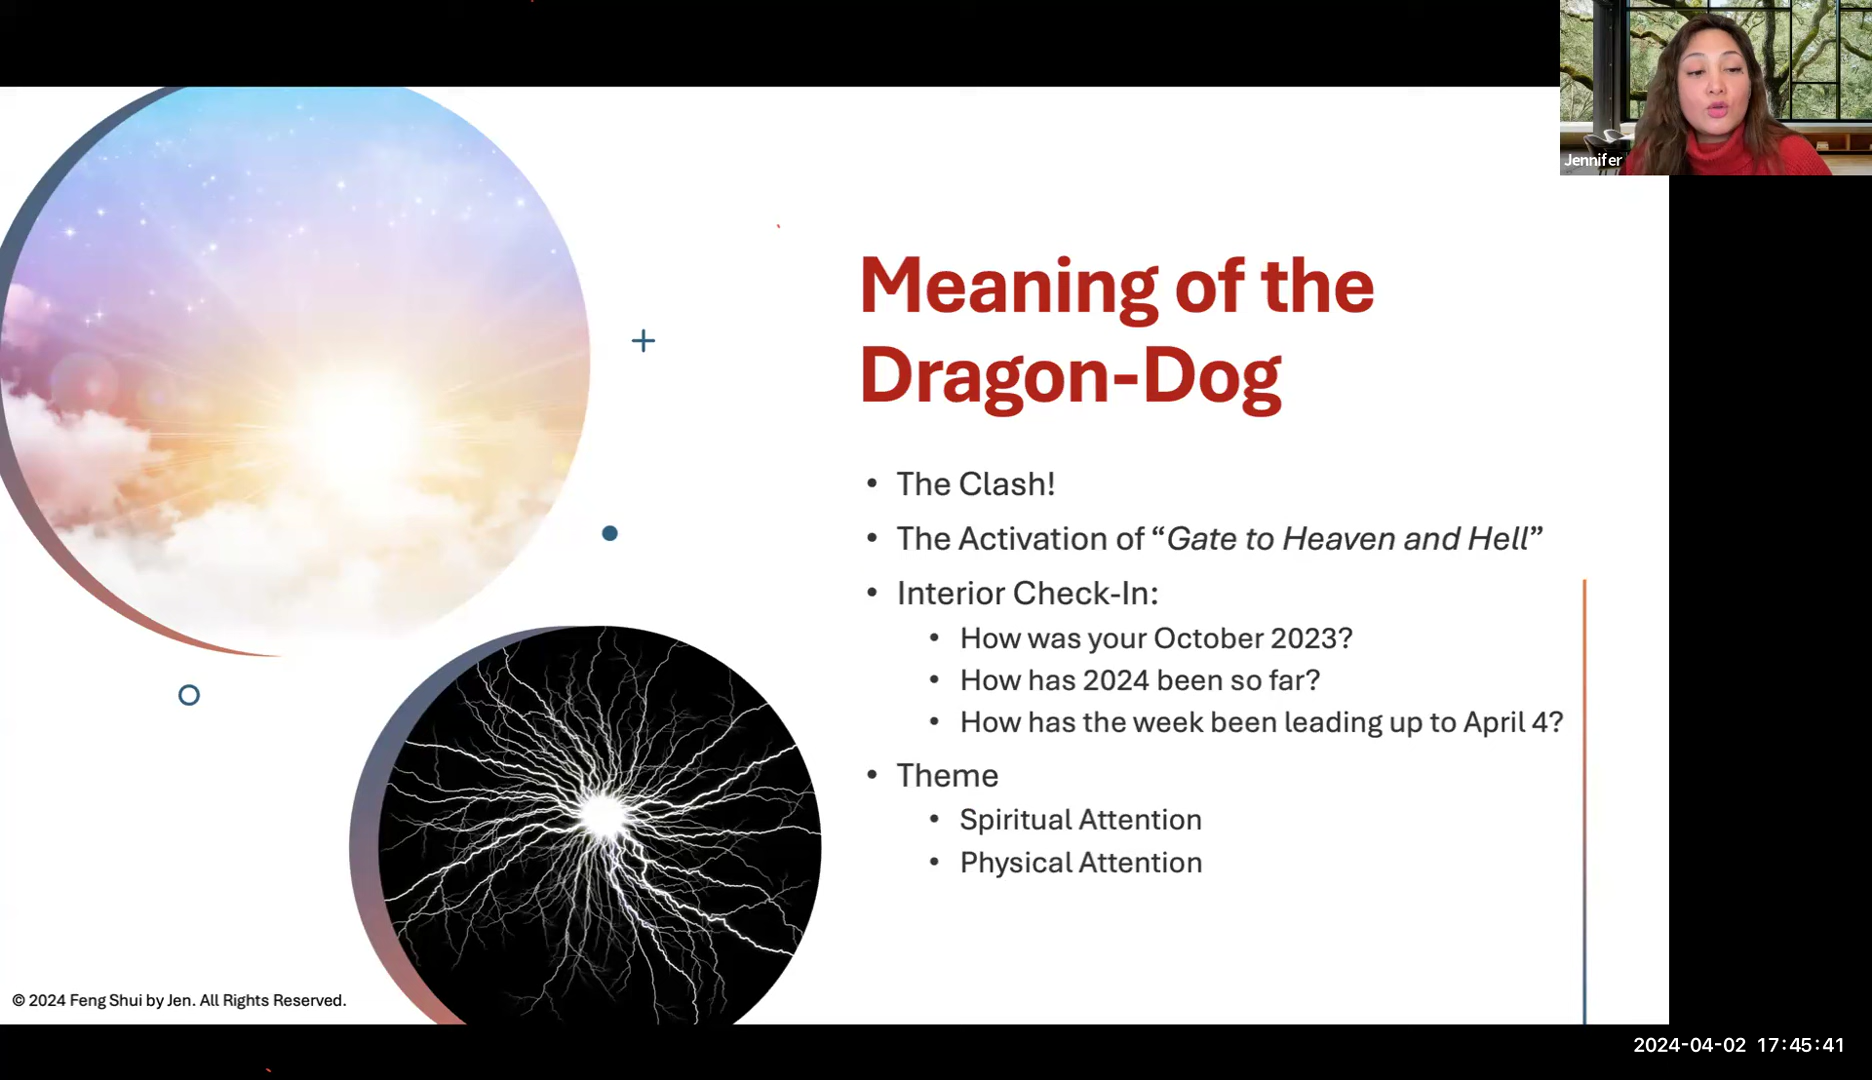 Jennifer
Meaning of the
Dragon-Dog
• The Clash!
• The Activation of “Gate to Heaven and Hell”
• Interior Check-In:
• How was your October 2023?
• How has 2024 been so far?
• How has the week been leading up to April 4?
• Theme
• Spiritual Attention
• Physical Attention
© 2024 Feng Shui by Jen. All Rights Reserved.
2024-04-02 17:45:41